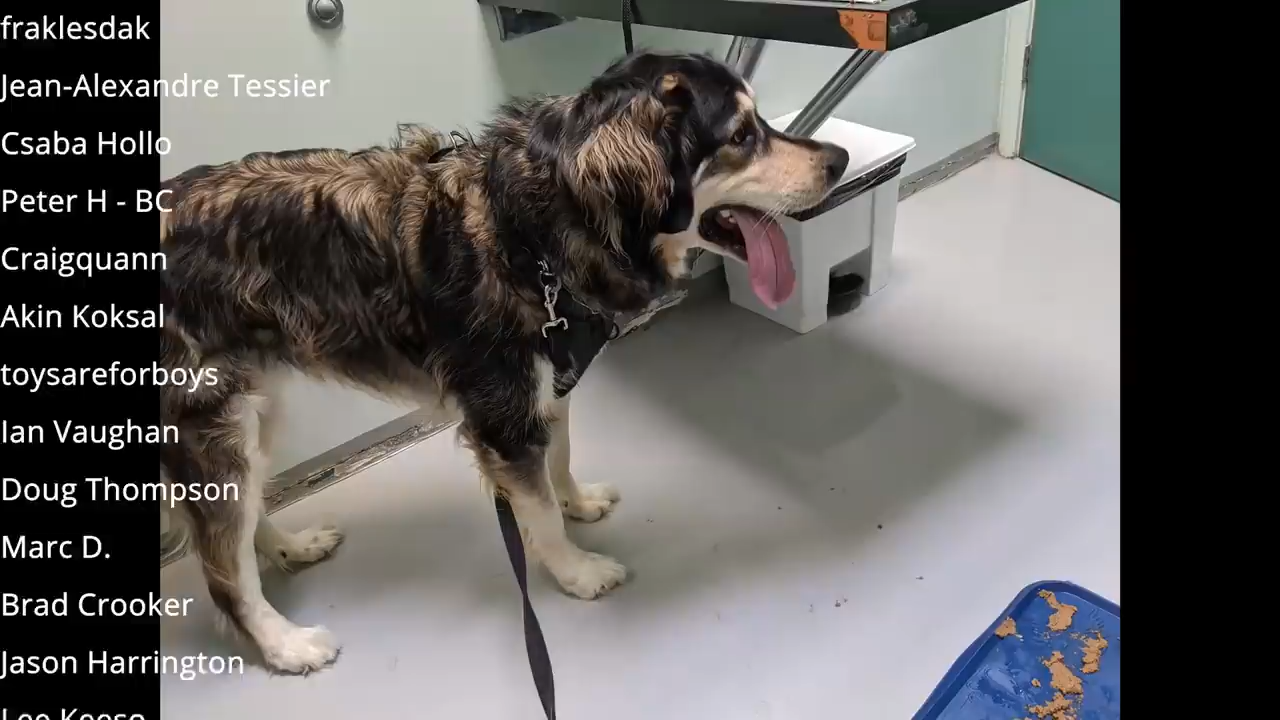 fraklesdak
Jean-Alexandre Tessier
Csaba Hollo
Peter H - BC
Craigquann
Akin Koksal
toysareforboys
Ian Vaughan
Doug Thompson
Marc D.
Brad Crooker
Jason Harrington